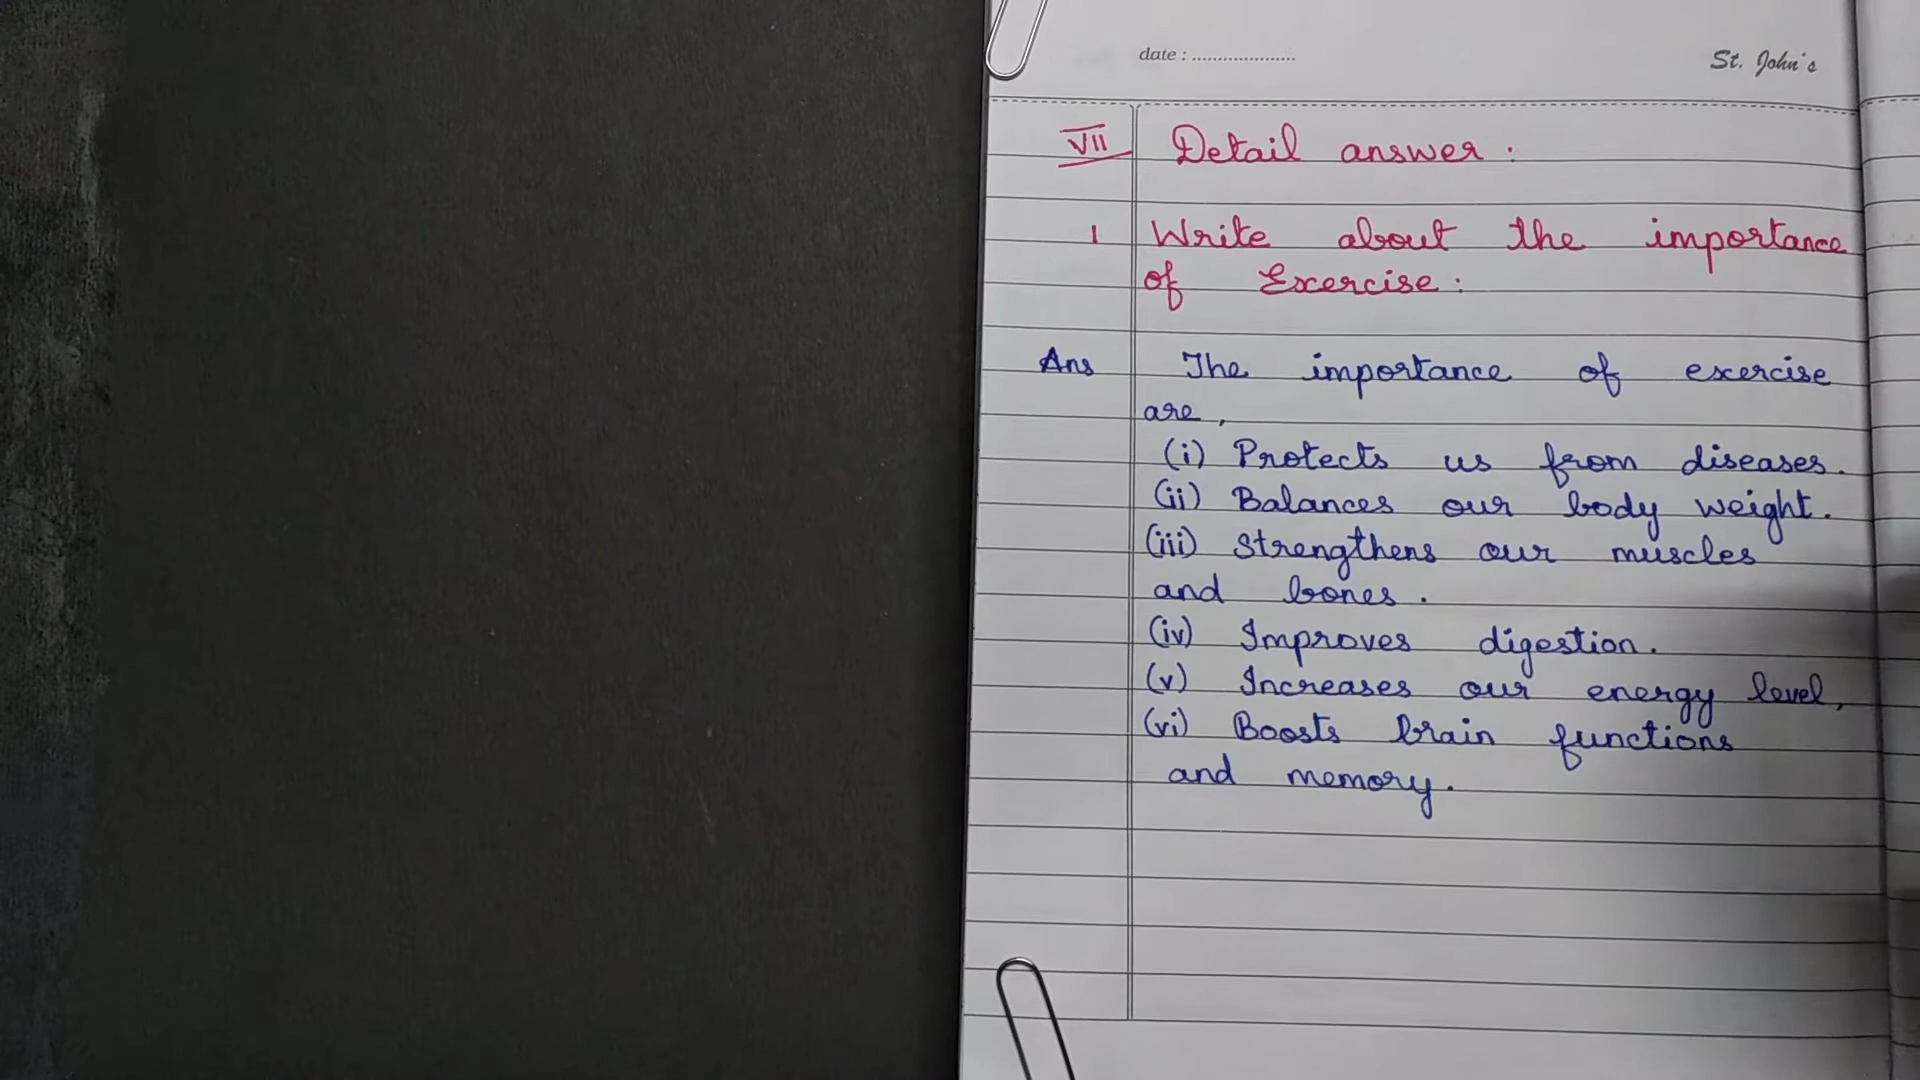 date : .....................
St. John's
VII Detail answer :
1 Write about the importance
of Exercise :
Ans The importance of exercise
are,
(i) Protects us from diseases.
(ii) Balances our body weight.
(iii) Strengthens our muscles
and bones.
(iv) Improves digestion.
(v) Increases our energy level,
(vi) Boosts brain functions
and memory.